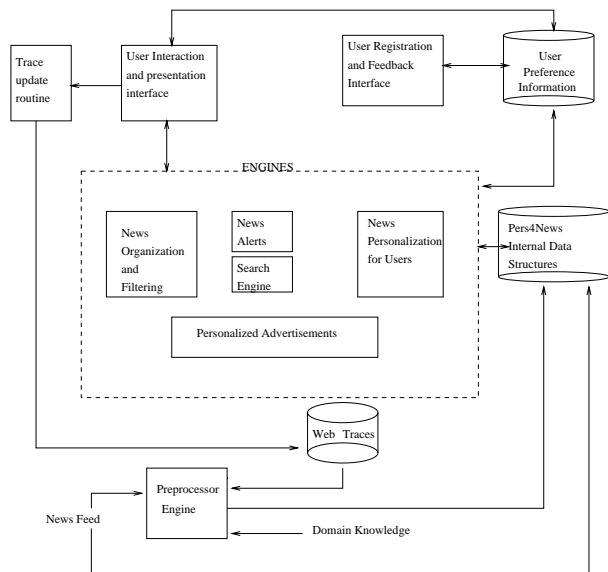 Trace
update
routine
User Interaction
and presentation
interface
User Registration
and Feedback
Interface
User
Preference
Information
ENGINES
News
Organization
and
Filtering
News
Alerts
Search
Engine
News
Personalization
for Users
Personalized Advertisements
Pers4News
Internal Data
Structures
Web Traces
Preprocessor
Engine
News Feed
Domain Knowledge